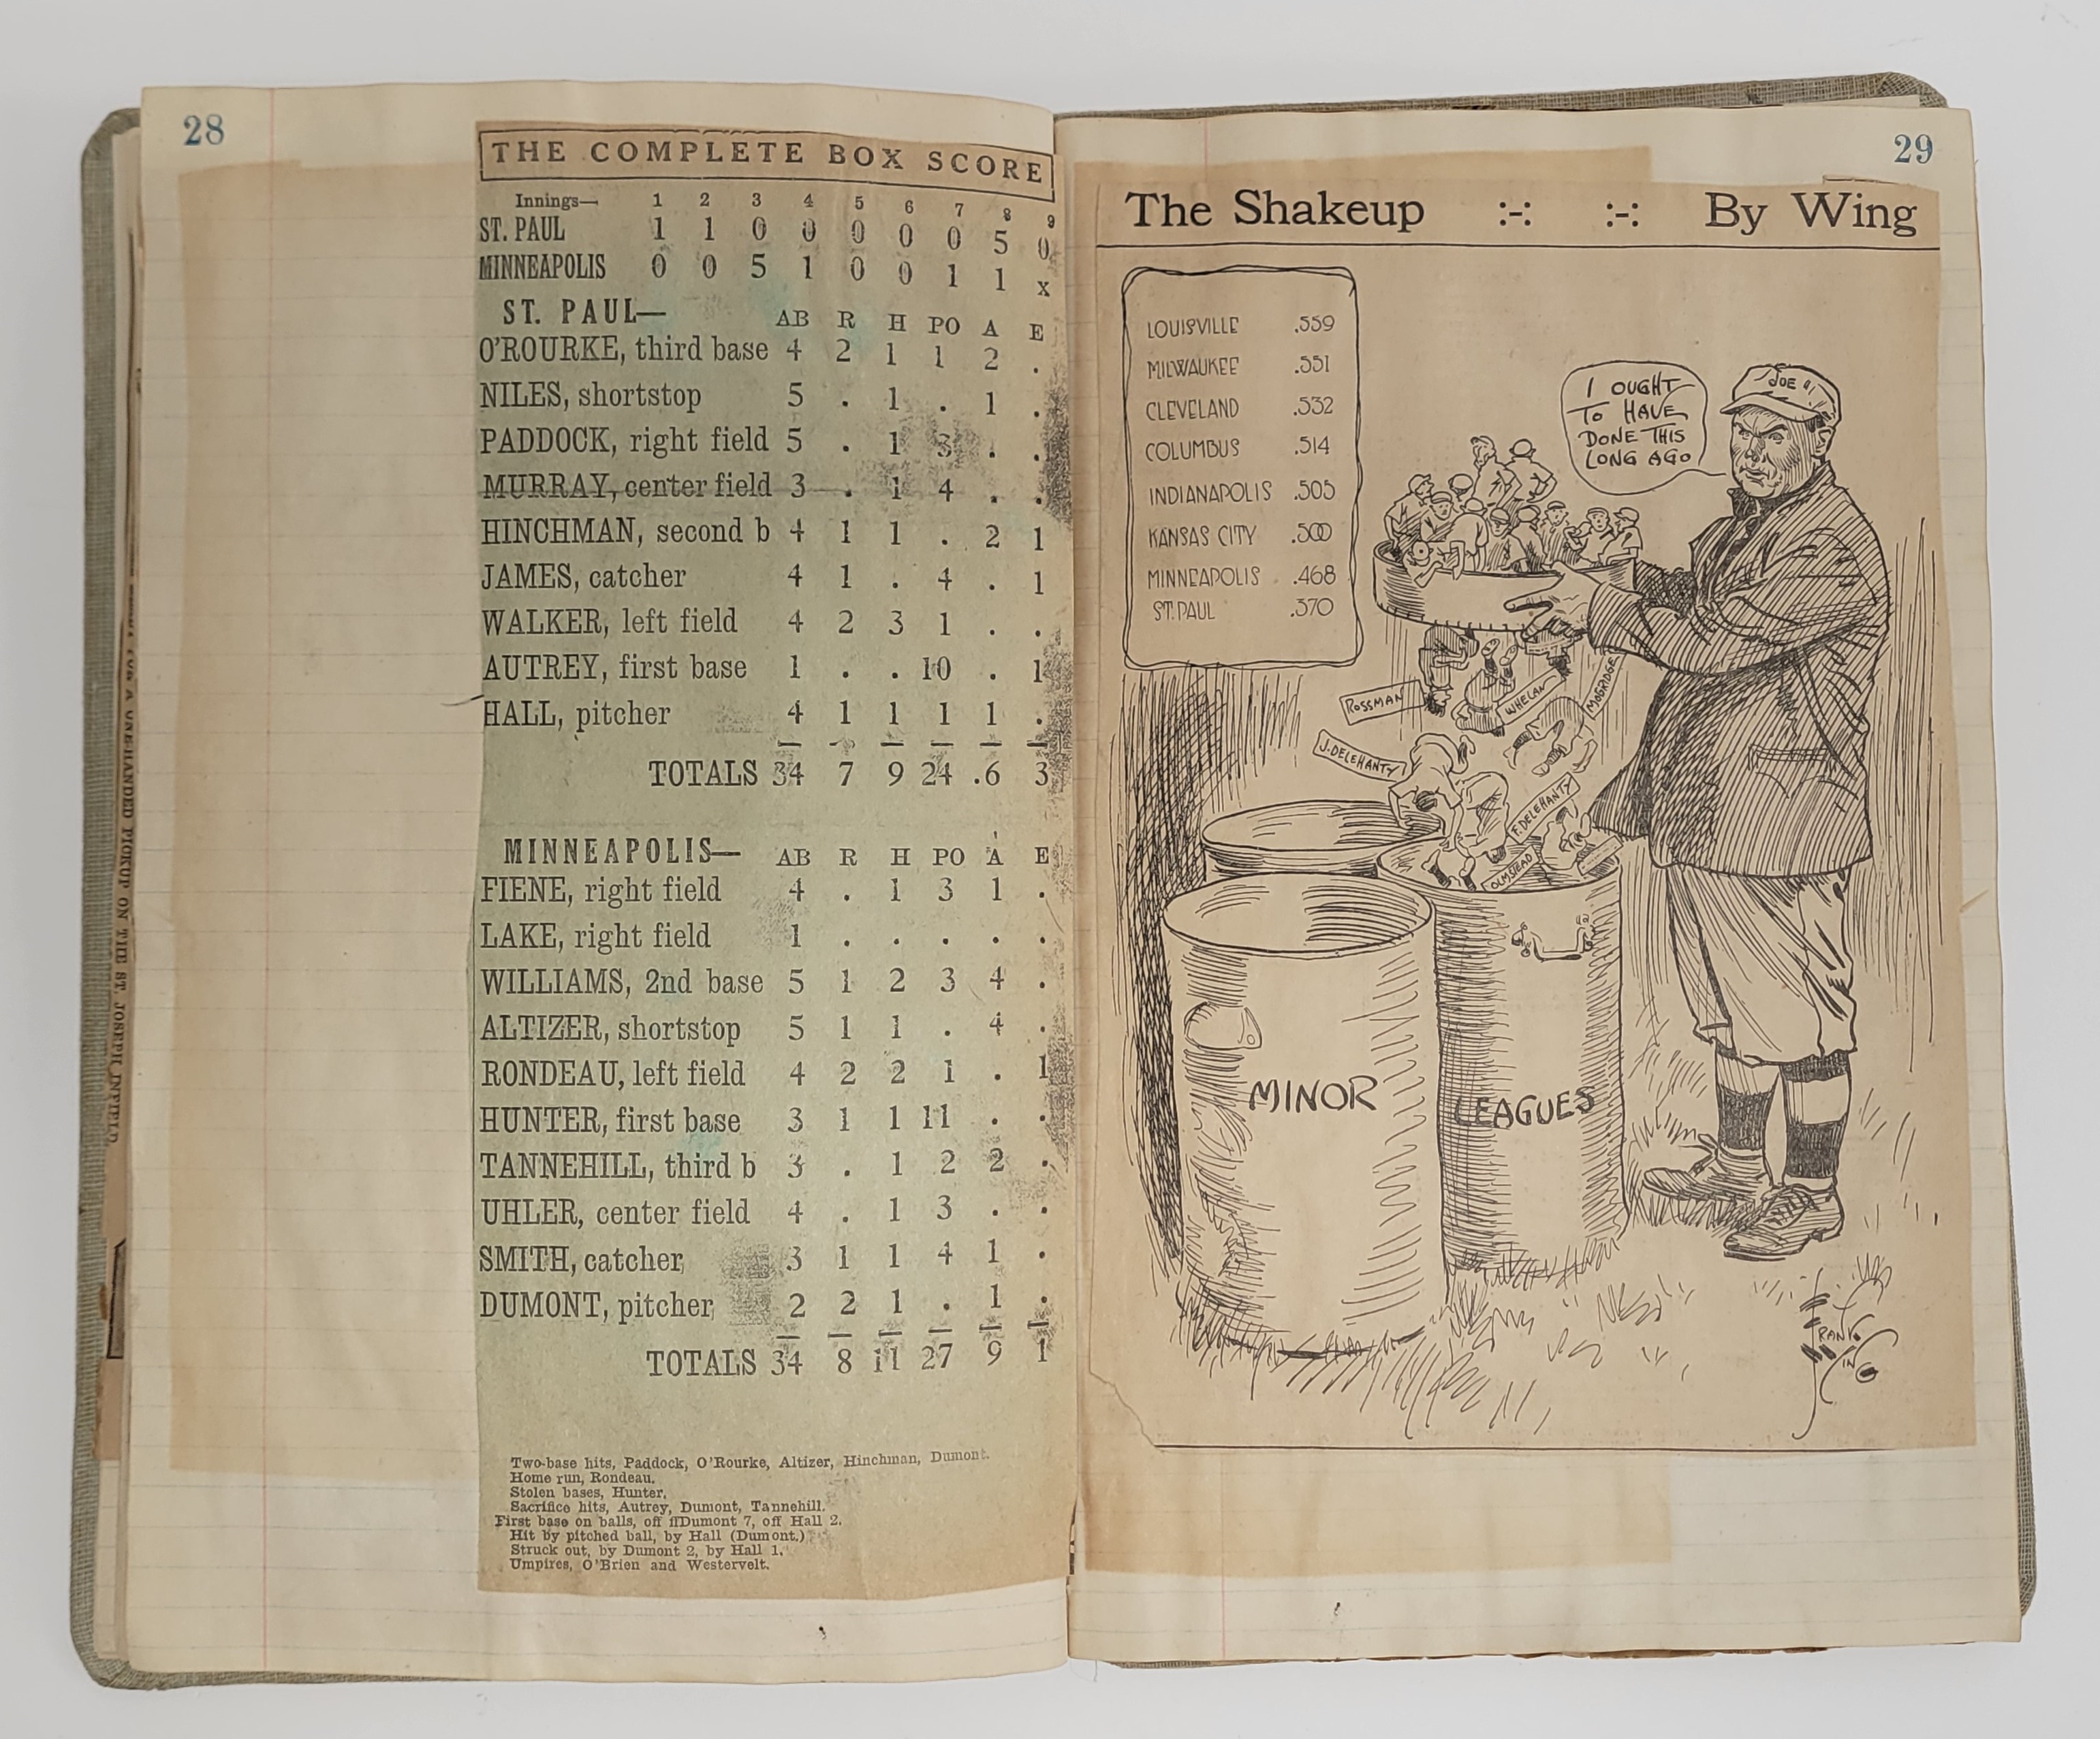 28
THE COMPLETE BOX SCORE
Innings— 1 2 3 4 5 6 7 8 9
ST. PAUL 1 1 0 0 0 0 0 5 0
MINNEAPOLIS 0 0 5 1 0 0 1 1 x
ST. PAUL— AB R H PO A E
O'ROURKE, third base 4 2 1 1 2 .
NILES, shortstop 5 . 1 . 1 .
PADDOCK, right field 5 . 1 3 . .
MURRAY, center field 3 . 1 4 . .
HINCHMAN, second b 4 1 1 . 2 1
JAMES, catcher 4 1 . 4 . 1
WALKER, left field 4 2 3 1 . .
AUTREY, first base 1 . . 10 . 1
HALL, pitcher 4 1 1 1 1 .
TOTALS 34 7 9 24 .6 3
MINNEAPOLIS— AB R H PO A E
FIENE, right field 4 . 1 3 1 .
LAKE, right field 1 . . . . .
WILLIAMS, 2nd base 5 1 2 3 4 .
ALTIZER, shortstop 5 1 1 . 4 .
RONDEAU, left field 4 2 2 1 . 1
HUNTER, first base 3 1 1 11 . .
TANNEHILL, third b 3 . 1 2 2 .
UHLER, center field 4 . 1 3 . .
SMITH, catcher, 3 1 1 4 1 .
DUMONT, pitcher, 2 2 1 . 1 .
TOTALS 34 8 11 27 9 1
Two-base hits, Paddock, O'Rourke, Altizer, Hinchman, Dumont.
Home run, Rondeau.
Stolen bases, Hunter.
Sacrifice hits, Autrey, Dumont, Tannehill.
First base on balls, off ffDumont 7, off Hall 2.
Hit by pitched ball, by Hall (Dumont.)
Struck out, by Dumont 2, by Hall 1.
Umpires, O'Brien and Westervelt.
FOR A ONE-HANDED PICKUP ON THE ST. JOSEPH INFIELD
29
The Shakeup :-: :-: By Wing
LOUISVILLE .559
MILWAUKEE .551
CLEVELAND .532
COLUMBUS .514
INDIANAPOLIS .505
KANSAS CITY .500
MINNEAPOLIS .468
ST. PAUL .370
I OUGHT
TO HAVE
DONE THIS
LONG AGO
JOE
ROSSMAN
WHELAN
MOGRIDGE
J. DELEHANTY
F. DELEHANTY
OLMSTEAD
MINOR
LEAGUES
FRANK
WING